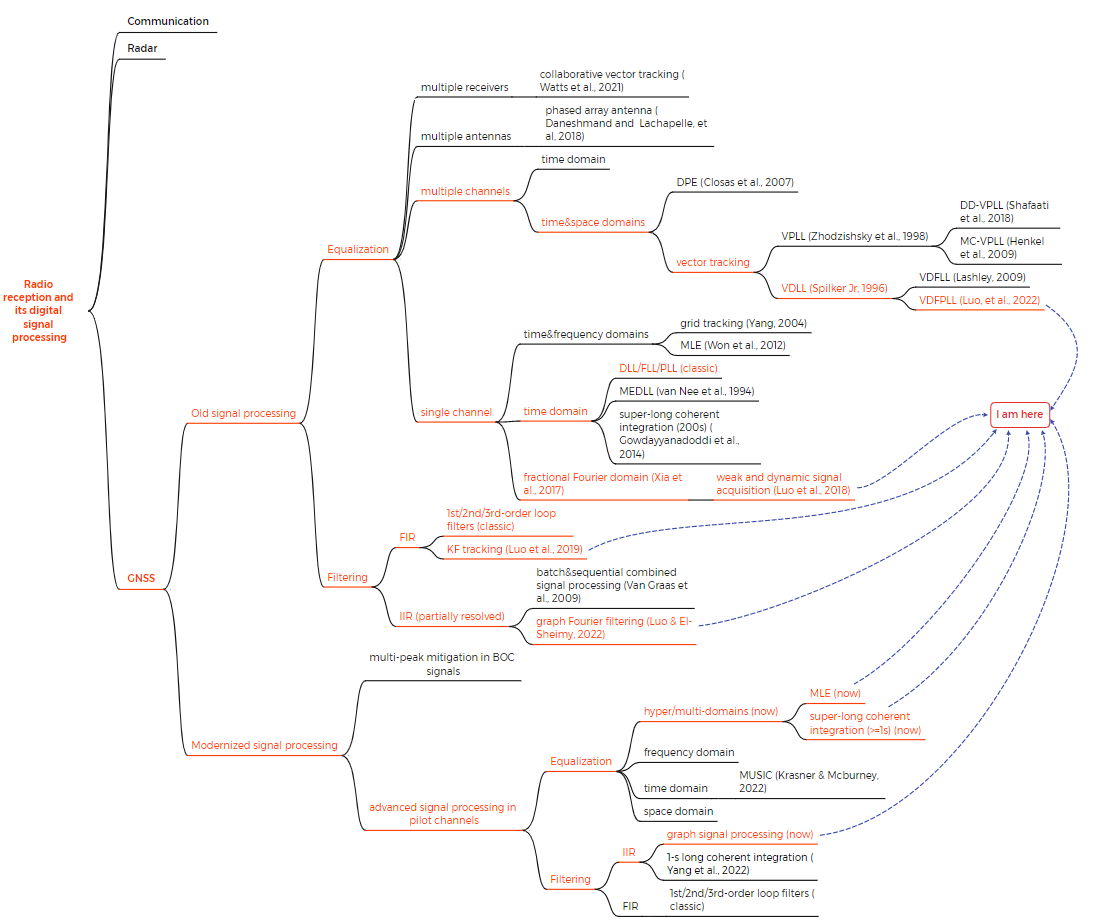 Communication
Radar
Radio
reception and
its digital
signal
processing
GNSS
Old signal processing
Equalization
multiple receivers
collaborative vector tracking (
Watts et al., 2021)
multiple antennas
phased array antenna (
Daneshmand and Lachapelle, et
al, 2018)
multiple channels
time domain
time&space domains
DPE (Closas et al., 2007)
vector tracking
VPLL (Zhodzishsky et al., 1998)
DD-VPLL (Shafaati
et al., 2018)
MC-VPLL (Henkel
et al., 2009)
VDLL (Spilker Jr, 1996)
VDFLL (Lashley, 2009)
VDFPLL (Luo, et al., 2022)
single channel
time&frequency domains
grid tracking (Yang, 2004)
MLE (Won et al., 2012)
time domain
DLL/FLL/PLL (classic)
MEDLL (van Nee et al., 1994)
super-long coherent
integration (200s) (
Gowdayyanadoddi et al.,
2014)
fractional Fourier domain (Xia et
al., 2017)
weak and dynamic signal
acquisition (Luo et al., 2018)
I am here
Filtering
FIR
1st/2nd/3rd-order loop
filters (classic)
KF tracking (Luo et al., 2019)
IIR (partially resolved)
batch&sequential combined
signal processing (Van Graas et
al., 2009)
graph Fourier filtering (Luo & El-
Sheimy, 2022)
Modernized signal processing
multi-peak mitigation in BOC
signals
advanced signal processing in
pilot channels
Equalization
hyper/multi-domains (now)
MLE (now)
super-long coherent
integration (>=1s) (now)
frequency domain
time domain
MUSIC (Krasner & Mcburney,
2022)
space domain
Filtering
IIR
graph signal processing (now)
1-s long coherent integration (
Yang et al., 2022)
FIR
1st/2nd/3rd-order loop filters (
classic)